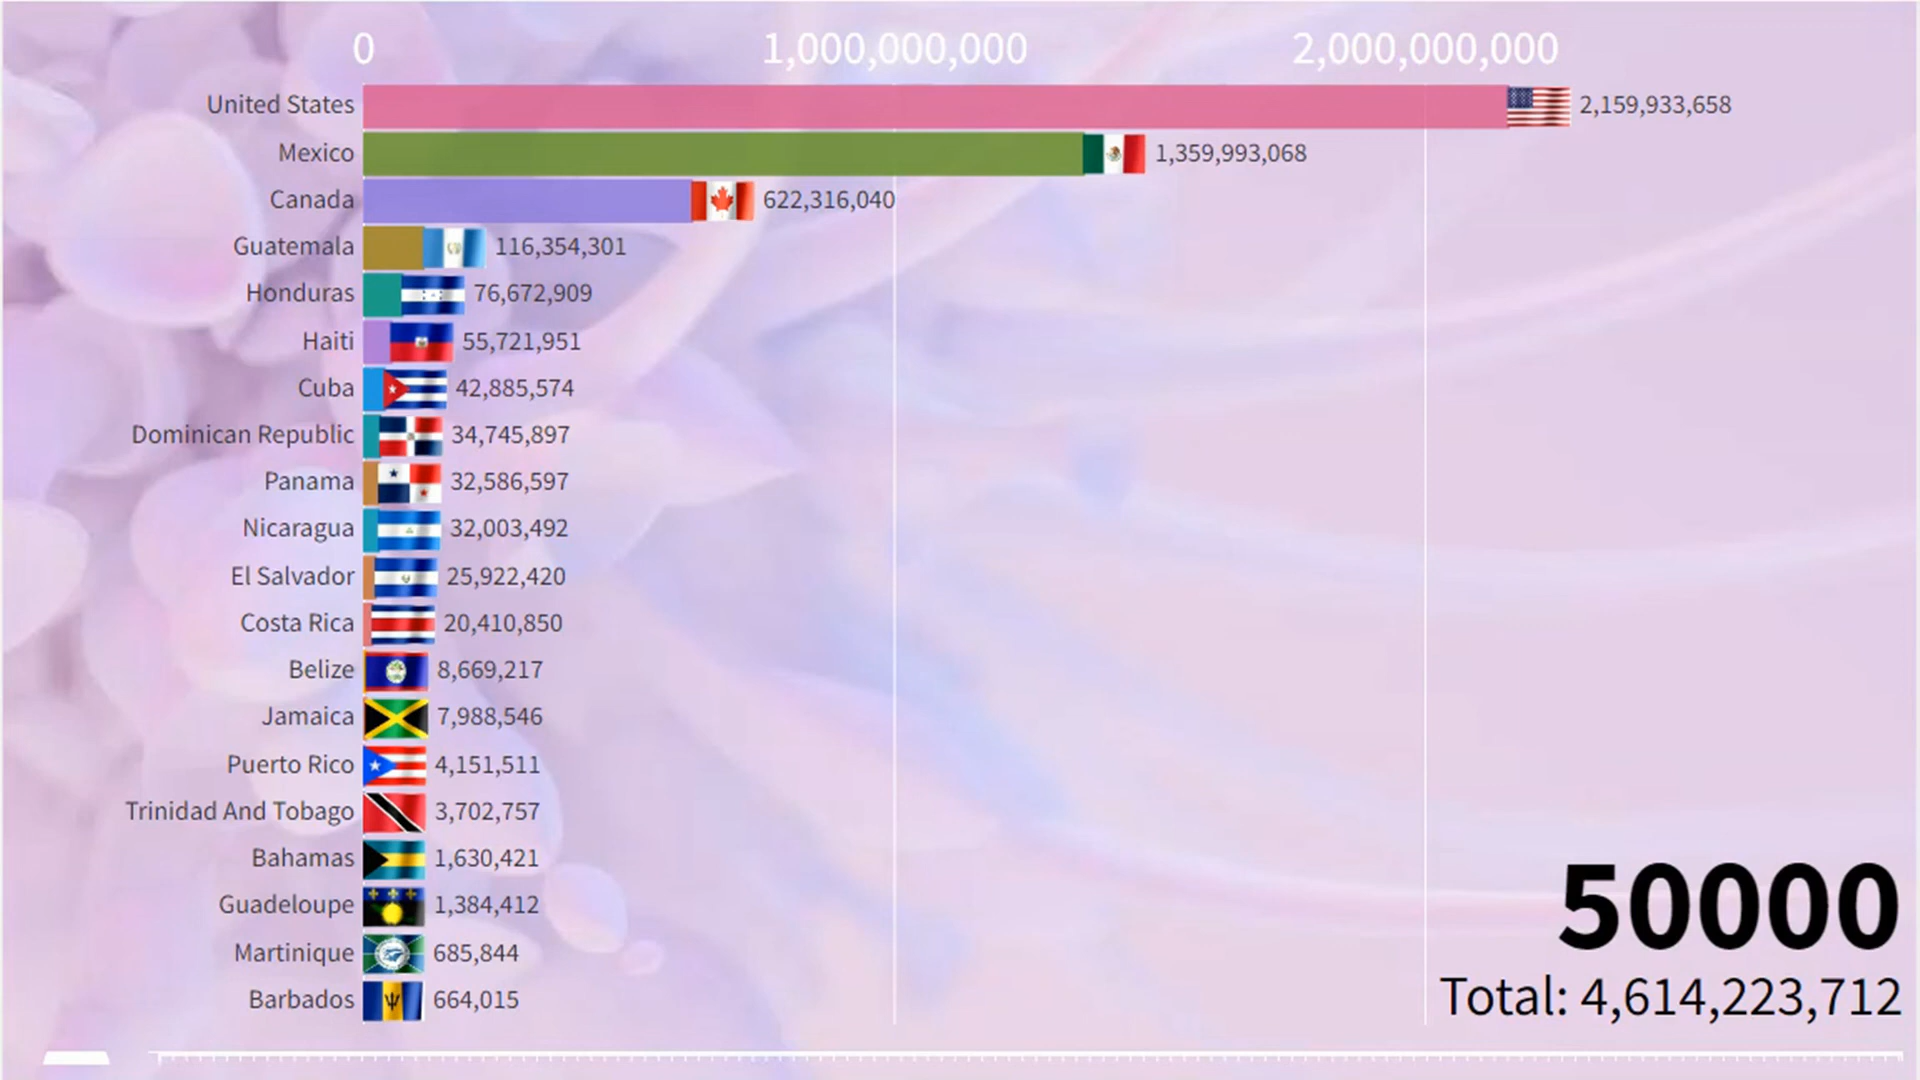 0 1,000,000,000 2,000,000,000
United States 2,159,933,658
Mexico 1,359,993,068
Canada 622,316,040
Guatemala 116,354,301
Honduras 76,672,909
Haiti 55,721,951
Cuba 42,885,574
Dominican Republic 34,745,897
Panama 32,586,597
Nicaragua 32,003,492
El Salvador 25,922,420
Costa Rica 20,410,850
Belize 8,669,217
Jamaica 7,988,546
Puerto Rico 4,151,511
Trinidad And Tobago 3,702,757
Bahamas 1,630,421
Guadeloupe 1,384,412
Martinique 685,844
Barbados 664,015
50000
Total: 4,614,223,712